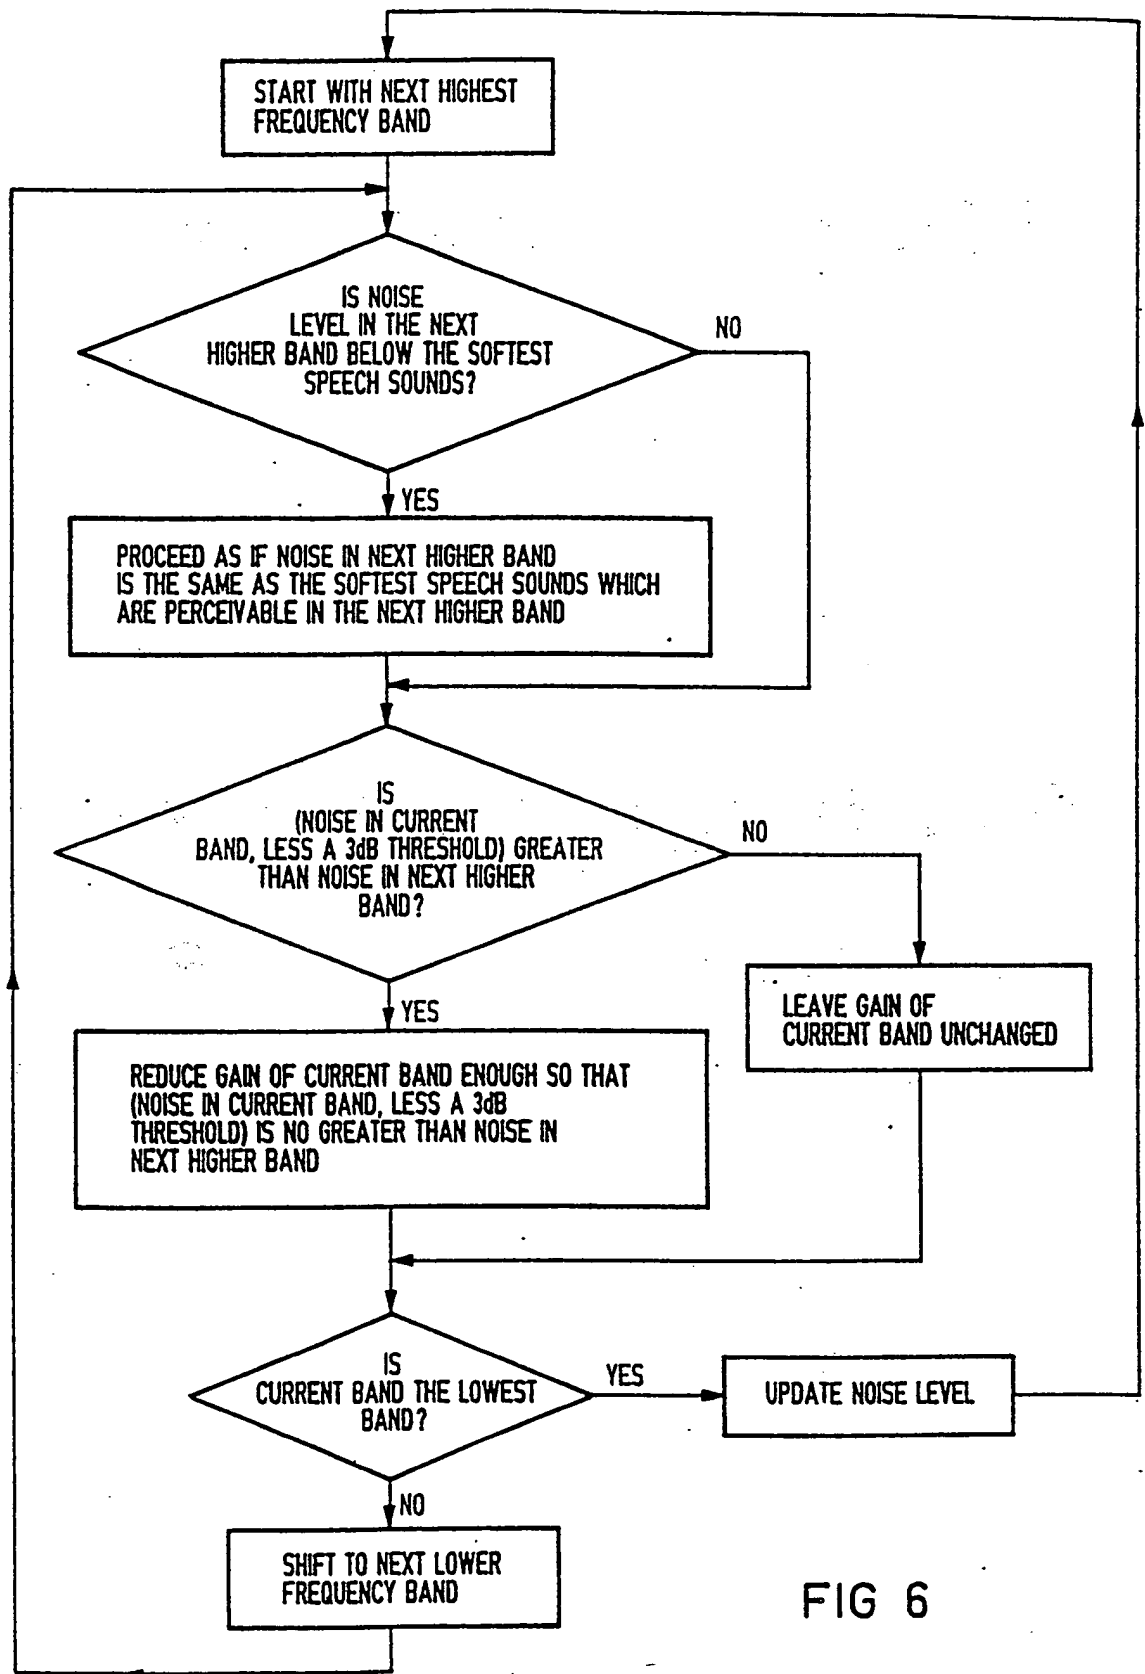 START WITH NEXT HIGHEST
FREQUENCY BAND
IS NOISE
LEVEL IN THE NEXT
HIGHER BAND BELOW THE SOFTEST
SPEECH SOUNDS?
NO
YES
PROCEED AS IF NOISE IN NEXT HIGHER BAND
IS THE SAME AS THE SOFTEST SPEECH SOUNDS WHICH
ARE PERCEIVABLE IN THE NEXT HIGHER BAND
IS
(NOISE IN CURRENT
BAND, LESS A 3dB THRESHOLD) GREATER
THAN NOISE IN NEXT HIGHER
BAND?
NO
YES
LEAVE GAIN OF
CURRENT BAND UNCHANGED
REDUCE GAIN OF CURRENT BAND ENOUGH SO THAT
(NOISE IN CURRENT BAND, LESS A 3dB
THRESHOLD) IS NO GREATER THAN NOISE IN
NEXT HIGHER BAND
IS
CURRENT BAND THE LOWEST
BAND?
YES
UPDATE NOISE LEVEL
NO
SHIFT TO NEXT LOWER
FREQUENCY BAND
FIG 6